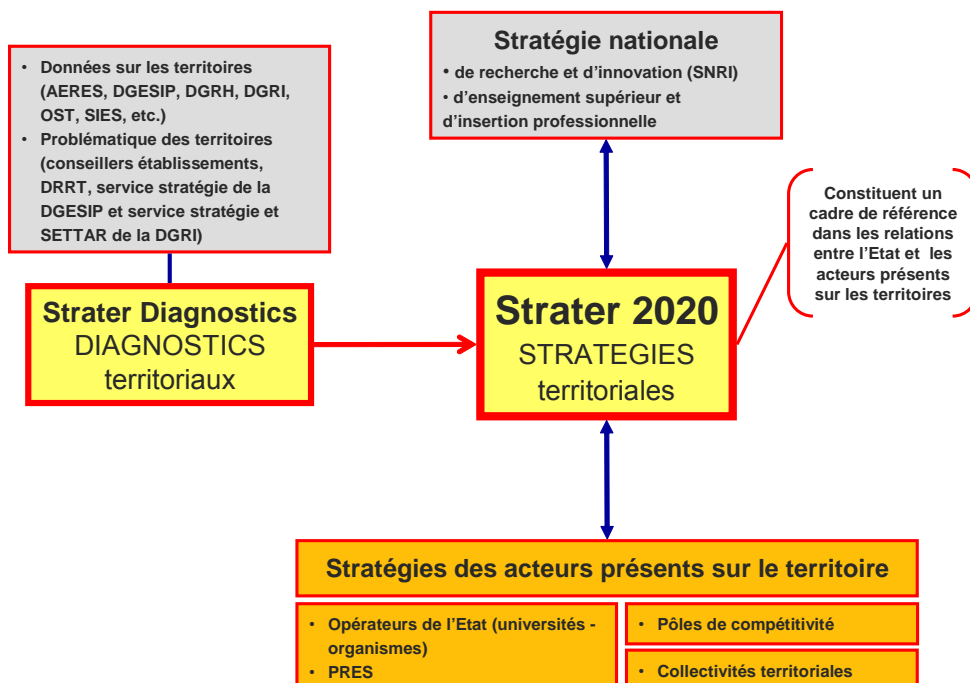 • Données sur les territoires
(AERES, DGESIP, DGRH, DGRI,
OST, SIES, etc.)
• Problématique des territoires
(conseillers établissements,
DRRT, service stratégie de la
DGESIP et service stratégie et
SETTAR de la DGRI)
Stratégie nationale
• de recherche et d'innovation (SNRI)
• d'enseignement supérieur et
d'insertion professionnelle
Constituent un
cadre de référence
dans les relations
entre l'Etat et les
acteurs présents
sur les territoires
Strater Diagnostics
DIAGNOSTICS
territoriaux
Strater 2020
STRATEGIES
territoriales
Stratégies des acteurs présents sur le territoire
• Opérateurs de l'Etat (universités -
organismes)
• PRES
• Pôles de compétitivité
• Collectivités territoriales